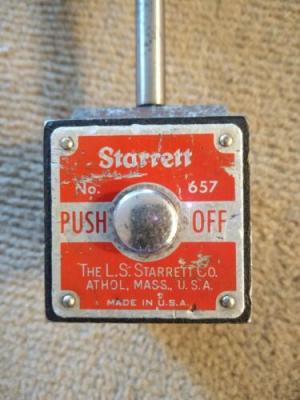 Starrett
No. 657
PUSH OFF
THE L.S. STARRETT CO.
ATHOL, MASS., U.S.A.
MADE IN U.S.A.